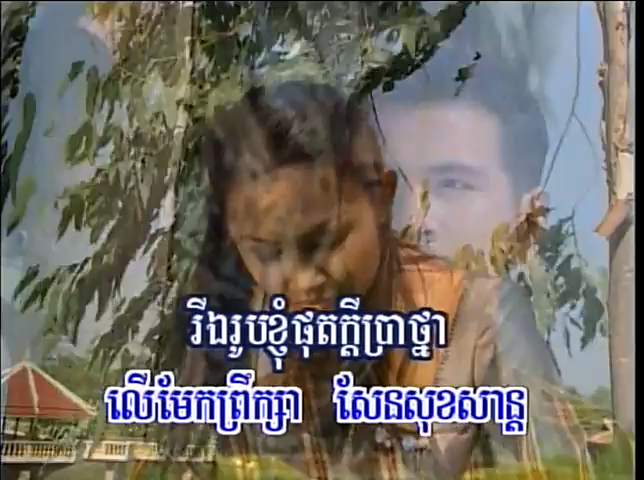 រីឯរូបខ្ញុំផុតក្ដីប្រាថ្នា
លើមែកព្រឹក្សា សែនសុខសាន្ត